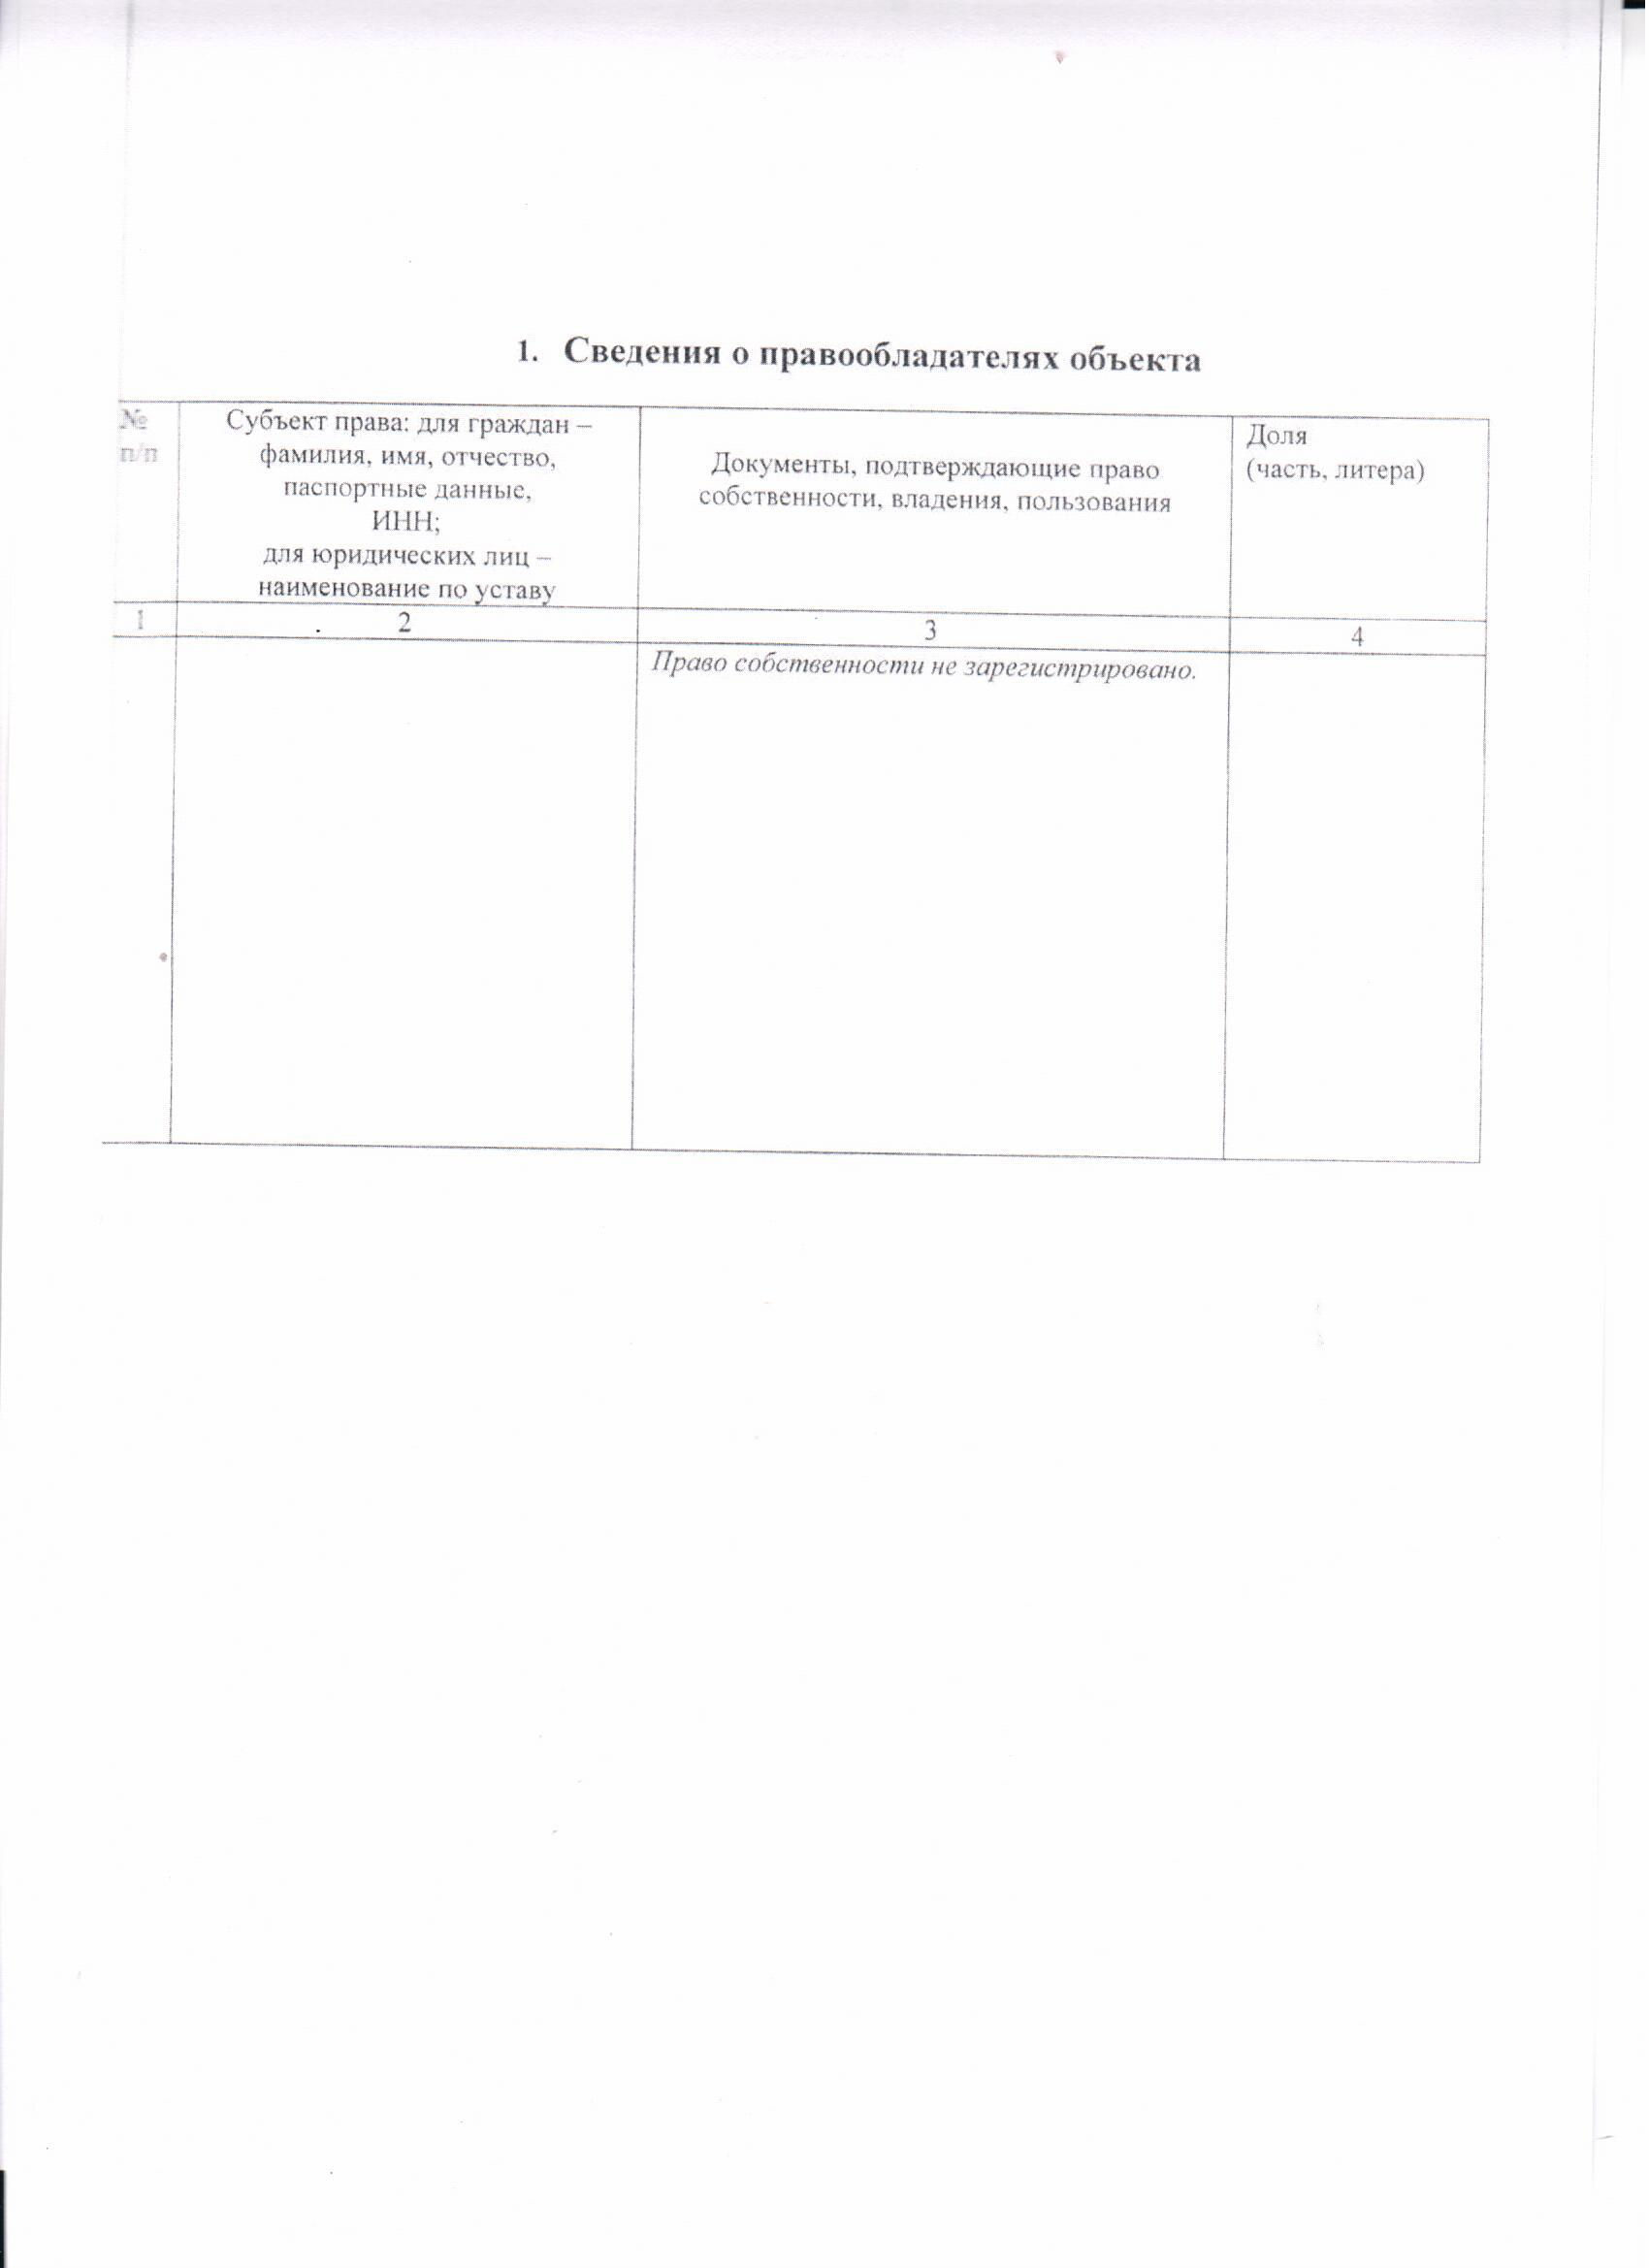 1. Сведения о правообладателях объекта
№
п/п
Субъект права: для граждан –
фамилия, имя, отчество,
паспортные данные,
ИНН;
для юридических лиц –
наименование по уставу
Документы, подтверждающие право
собственности, владения, пользования
Доля
(часть, литера)
1
2
3
4
Право собственности не зарегистрировано.